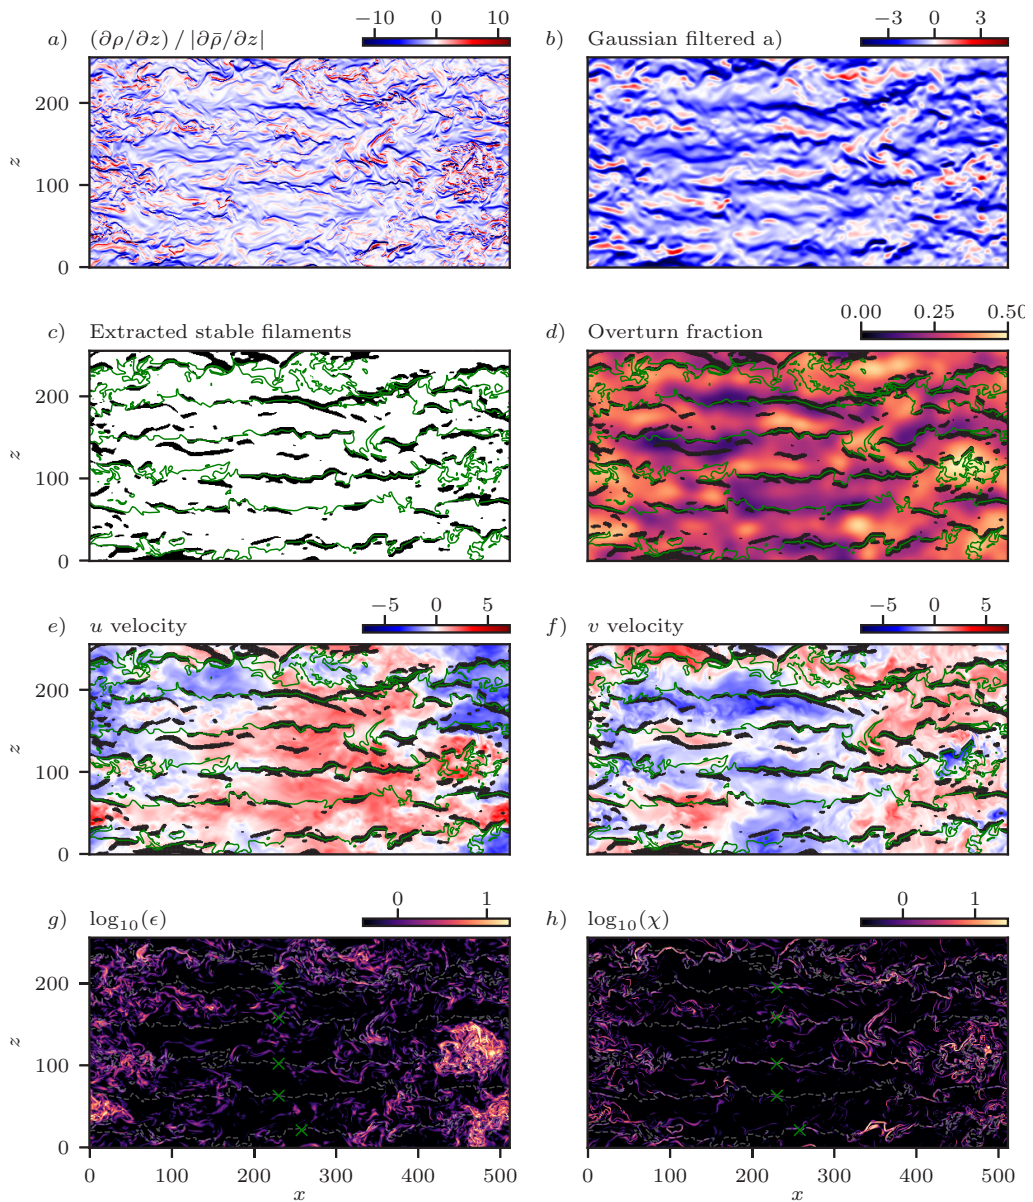 −10 0 10
a) (∂ρ/∂z) / |∂ρ̄/∂z|
−3 0 3
b) Gaussian filtered a)
200
100
0
z
c) Extracted stable filaments
0.00 0.25 0.50
d) Overturn fraction
200
100
0
z
−5 0 5
e) u velocity
−5 0 5
f) v velocity
200
100
0
z
0 1
g) log₁₀(ϵ)
0 1
h) log₁₀(χ)
200
100
0
z
0 100 200 300 400 500
x
0 100 200 300 400 500
x